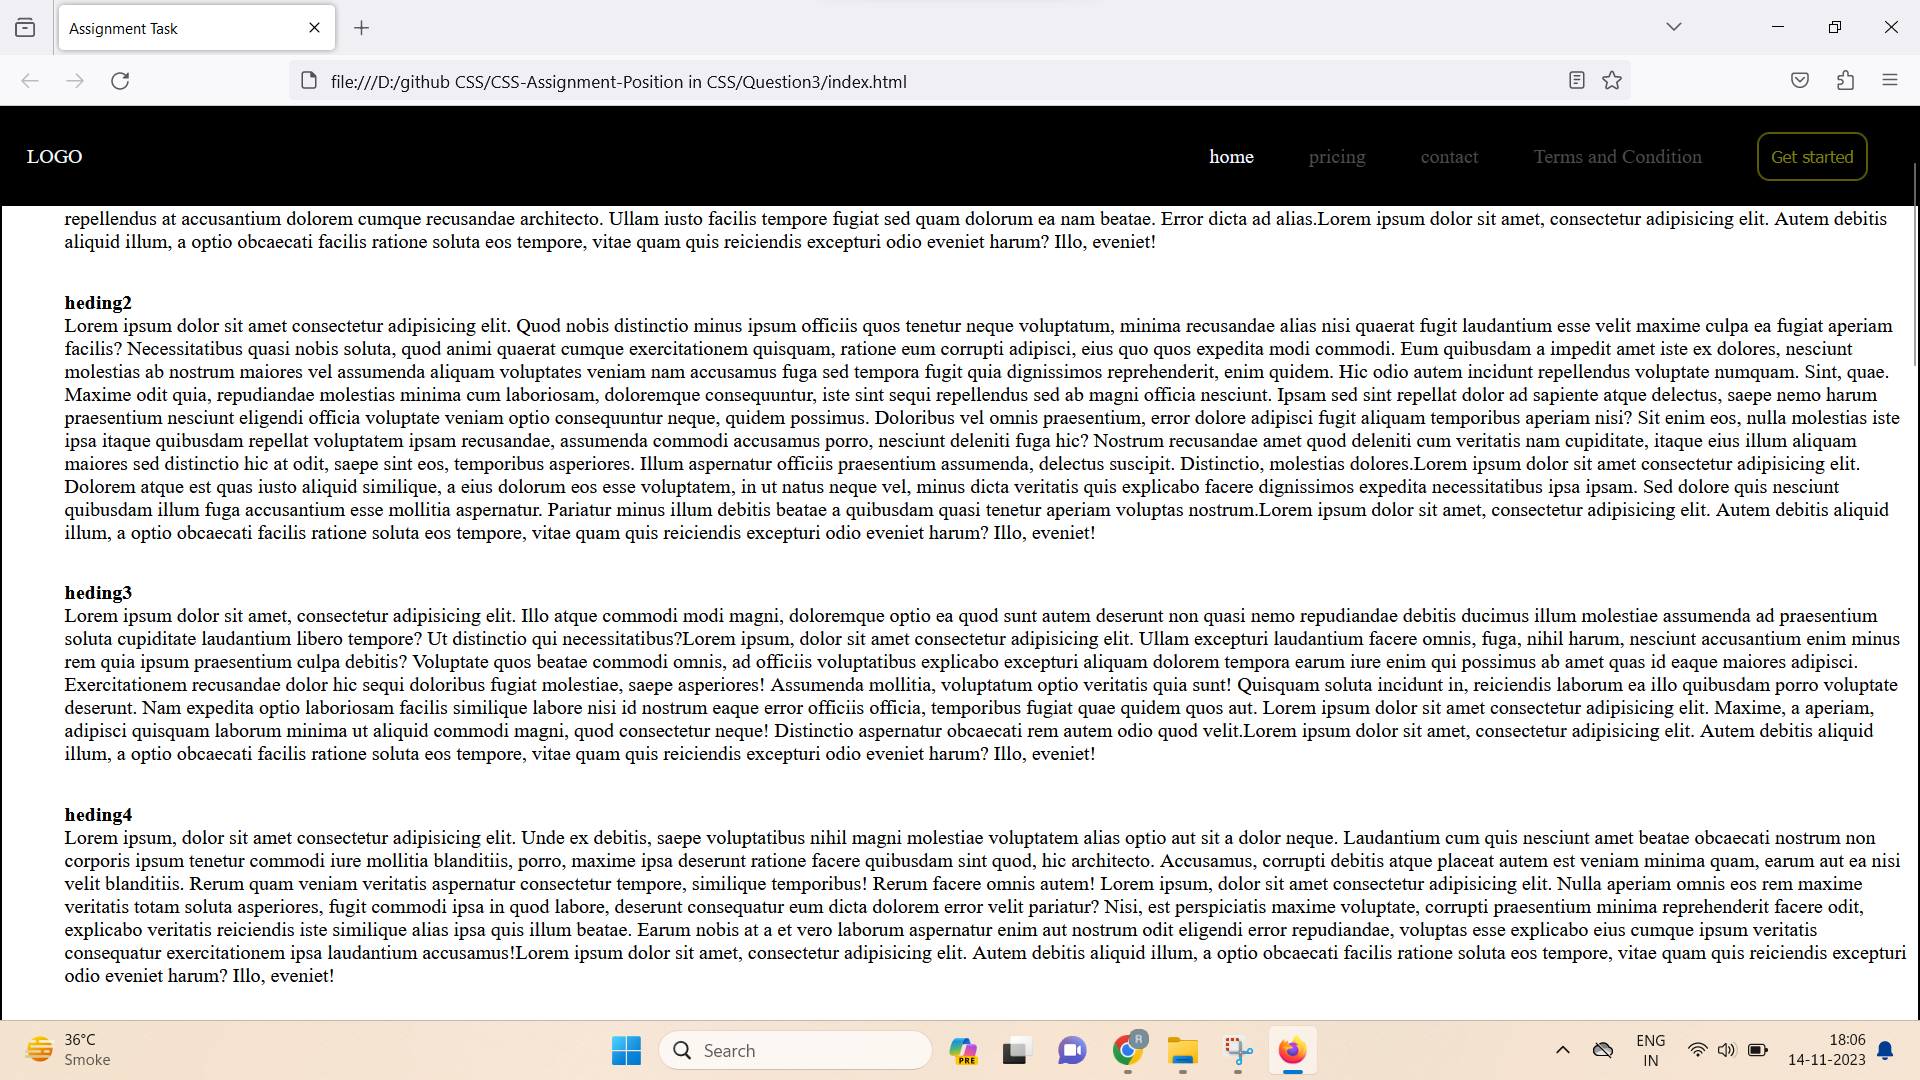 Assignment Task
file:///D:/github CSS/CSS-Assignment-Position in CSS/Question3/index.html
LOGO
home
pricing
contact
Terms and Condition
Get started
repellendus at accusantium dolorem cumque recusandae architecto. Ullam iusto facilis tempore fugiat sed quam dolorum ea nam beatae. Error dicta ad alias.Lorem ipsum dolor sit amet, consectetur adipisicing elit. Autem debitis
aliquid illum, a optio obcaecati facilis ratione soluta eos tempore, vitae quam quis reiciendis excepturi odio eveniet harum? Illo, eveniet!
heding2
Lorem ipsum dolor sit amet consectetur adipisicing elit. Quod nobis distinctio minus ipsum officiis quos tenetur neque voluptatum, minima recusandae alias nisi quaerat fugit laudantium esse velit maxime culpa ea fugiat aperiam
facilis? Necessitatibus quasi nobis soluta, quod animi quaerat cumque exercitationem quisquam, ratione eum corrupti adipisci, eius quo quos expedita modi commodi. Eum quibusdam a impedit amet iste ex dolores, nesciunt
molestias ab nostrum maiores vel assumenda aliquam voluptates veniam nam accusamus fuga sed tempora fugit quia dignissimos reprehenderit, enim quidem. Hic odio autem incidunt repellendus voluptate numquam. Sint, quae.
Maxime odit quia, repudiandae molestias minima cum laboriosam, doloremque consequuntur, iste sint sequi repellendus sed ab magni officia nesciunt. Ipsam sed sint repellat dolor ad sapiente atque delectus, saepe nemo harum
praesentium nesciunt eligendi officia voluptate veniam optio consequuntur neque, quidem possimus. Doloribus vel omnis praesentium, error dolore adipisci fugit aliquam temporibus aperiam nisi? Sit enim eos, nulla molestias iste
ipsa itaque quibusdam repellat voluptatem ipsam recusandae, assumenda commodi accusamus porro, nesciunt deleniti fuga hic? Nostrum recusandae amet quod deleniti cum veritatis nam cupiditate, itaque eius illum aliquam
maiores sed distinctio hic at odit, saepe sint eos, temporibus asperiores. Illum aspernatur officiis praesentium assumenda, delectus suscipit. Distinctio, molestias dolores.Lorem ipsum dolor sit amet consectetur adipisicing elit.
Dolorem atque est quas iusto aliquid similique, a eius dolorum eos esse voluptatem, in ut natus neque vel, minus dicta veritatis quis explicabo facere dignissimos expedita necessitatibus ipsa ipsam. Sed dolore quis nesciunt
quibusdam illum fuga accusantium esse mollitia aspernatur. Pariatur minus illum debitis beatae a quibusdam quasi tenetur aperiam voluptas nostrum.Lorem ipsum dolor sit amet, consectetur adipisicing elit. Autem debitis aliquid
illum, a optio obcaecati facilis ratione soluta eos tempore, vitae quam quis reiciendis excepturi odio eveniet harum? Illo, eveniet!
heding3
Lorem ipsum dolor sit amet, consectetur adipisicing elit. Illo atque commodi modi magni, doloremque optio ea quod sunt autem deserunt non quasi nemo repudiandae debitis ducimus illum molestiae assumenda ad praesentium
soluta cupiditate laudantium libero tempore? Ut distinctio qui necessitatibus?Lorem ipsum, dolor sit amet consectetur adipisicing elit. Ullam excepturi laudantium facere omnis, fuga, nihil harum, nesciunt accusantium enim minus
rem quia ipsum praesentium culpa debitis? Voluptate quos beatae commodi omnis, ad officiis voluptatibus explicabo excepturi aliquam dolorem tempora earum iure enim qui possimus ab amet quas id eaque maiores adipisci.
Exercitationem recusandae dolor hic sequi doloribus fugiat molestiae, saepe asperiores! Assumenda mollitia, voluptatum optio veritatis quia sunt! Quisquam soluta incidunt in, reiciendis laborum ea illo quibusdam porro voluptate
deserunt. Nam expedita optio laboriosam facilis similique labore nisi id nostrum eaque error officiis officia, temporibus fugiat quae quidem quos aut. Lorem ipsum dolor sit amet consectetur adipisicing elit. Maxime, a aperiam,
adipisci quisquam laborum minima ut aliquid commodi magni, quod consectetur neque! Distinctio aspernatur obcaecati rem autem odio quod velit.Lorem ipsum dolor sit amet, consectetur adipisicing elit. Autem debitis aliquid
illum, a optio obcaecati facilis ratione soluta eos tempore, vitae quam quis reiciendis excepturi odio eveniet harum? Illo, eveniet!
heding4
Lorem ipsum, dolor sit amet consectetur adipisicing elit. Unde ex debitis, saepe voluptatibus nihil magni molestiae voluptatem alias optio aut sit a dolor neque. Laudantium cum quis nesciunt amet beatae obcaecati nostrum non
corporis ipsum tenetur commodi iure mollitia blanditiis, porro, maxime ipsa deserunt ratione facere quibusdam sint quod, hic architecto. Accusamus, corrupti debitis atque placeat autem est veniam minima quam, earum aut ea nisi
velit blanditiis. Rerum quam veniam veritatis aspernatur consectetur tempore, similique temporibus! Rerum facere omnis autem! Lorem ipsum, dolor sit amet consectetur adipisicing elit. Nulla aperiam omnis eos rem maxime
veritatis totam soluta asperiores, fugit commodi ipsa in quod labore, deserunt consequatur eum dicta dolorem error velit pariatur? Nisi, est perspiciatis maxime voluptate, corrupti praesentium minima reprehenderit facere odit,
explicabo veritatis reiciendis iste similique alias ipsa quis illum beatae. Earum nobis at a et vero laborum aspernatur enim aut nostrum odit eligendi error repudiandae, voluptas esse explicabo eius cumque ipsum veritatis
consequatur exercitationem ipsa laudantium accusamus!Lorem ipsum dolor sit amet, consectetur adipisicing elit. Autem debitis aliquid illum, a optio obcaecati facilis ratione soluta eos tempore, vitae quam quis reiciendis excepturi
odio eveniet harum? Illo, eveniet!
36°C
Smoke
Search
PRE
R
ENG
IN
18:06
14-11-2023